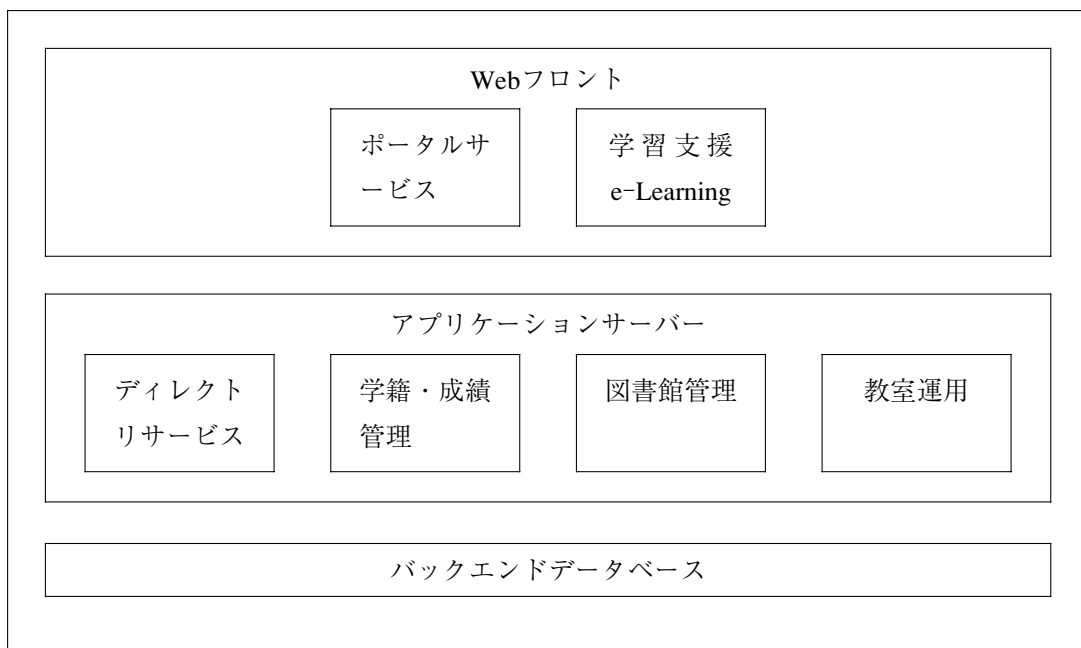 Webフロント
ポータルサ
ービス
学習支援
e-Learning
アプリケーションサーバー
ディレクト
リサービス
学籍・成績
管理
図書館管理
教室運用
バックエンドデータベース